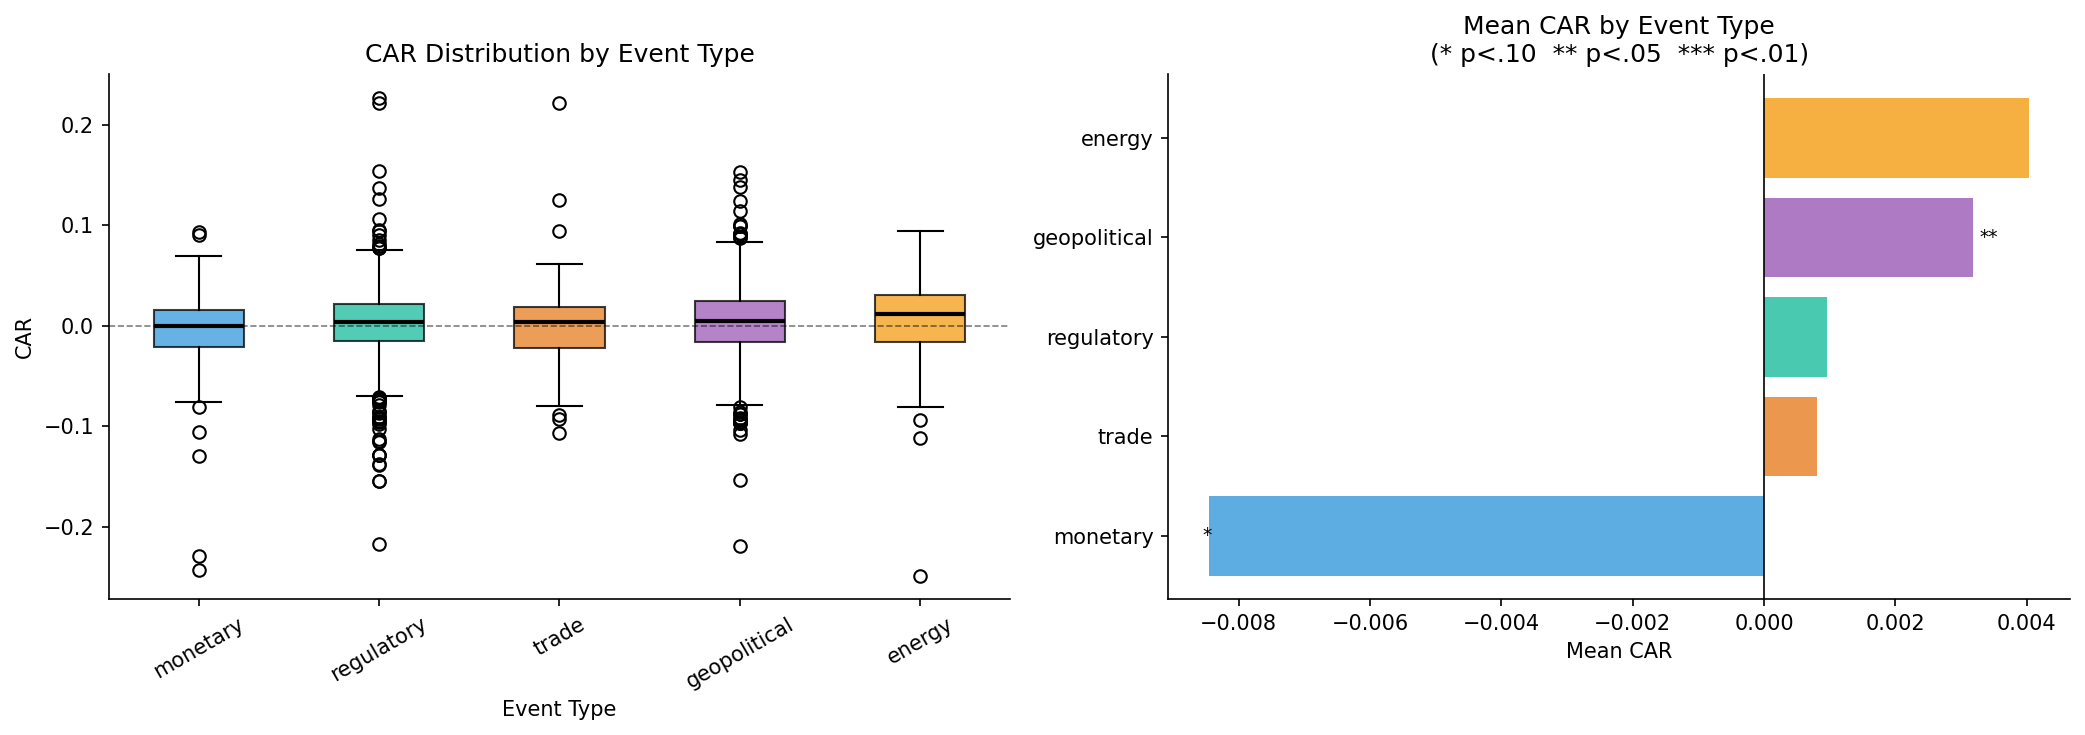 CAR Distribution by Event Type
CAR
0.2
0.1
0.0
−0.1
−0.2
monetary
regulatory
trade
geopolitical
energy
Event Type
Mean CAR by Event Type
(* p<.10  ** p<.05  *** p<.01)
energy
geopolitical
**
regulatory
trade
monetary
*
−0.008
−0.006
−0.004
−0.002
0.000
0.002
0.004
Mean CAR